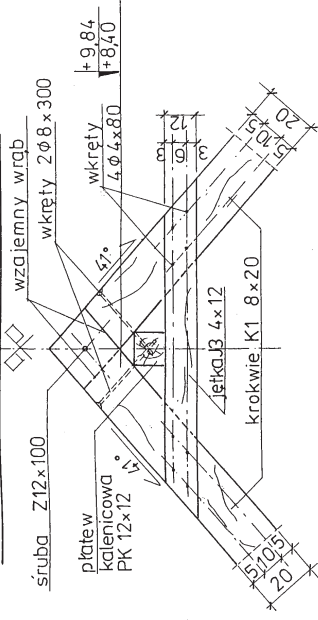 wzajemny wrąb
wkręty 2Φ8×300
+9,84
+8,40
wkręty
4Φ4×80
śruba Z12×100
płatew
kalenicowa
PK 12×12
41°
41°
3
6
3
12
5
10
5
20
jętka J3 4×12
krokwie K1 8×20
5
10
5
20